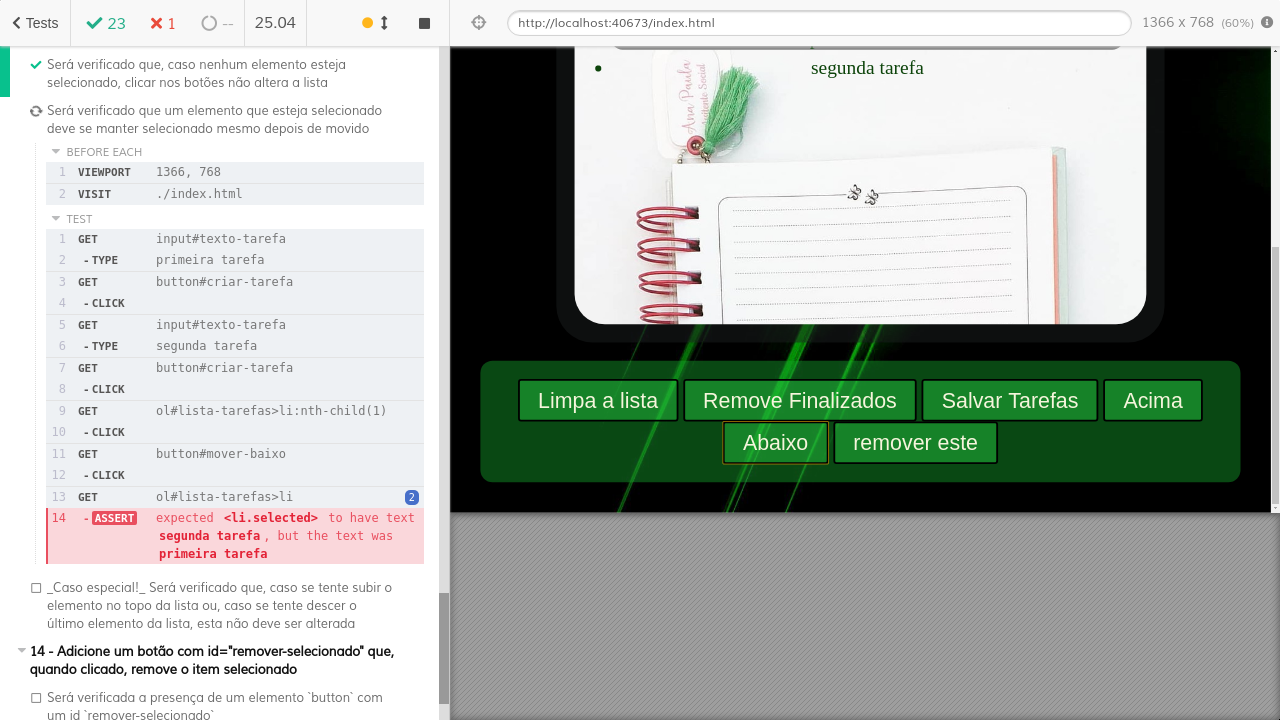 Tests 23 1 -- 25.04
http://localhost:40673/index.html 1366 x 768 (60%)
Será verificado que, caso nenhum elemento esteja
selecionado, clicar nos botões não altera a lista
Será verificado que um elemento que esteja selecionado
deve se manter selecionado mesmo depois de movido
BEFORE EACH
1 VIEWPORT 1366, 768
2 VISIT ./index.html
TEST
1 GET input#texto-tarefa
2 -TYPE primeira tarefa
3 GET button#criar-tarefa
4 -CLICK
5 GET input#texto-tarefa
6 -TYPE segunda tarefa
7 GET button#criar-tarefa
8 -CLICK
9 GET ol#lista-tarefas>li:nth-child(1)
10 -CLICK
11 GET button#mover-baixo
12 -CLICK
13 GET ol#lista-tarefas>li 2
14 -ASSERT expected <li.selected> to have text
segunda tarefa, but the text was
primeira tarefa
_Caso especial!_ Será verificado que, caso se tente subir o
elemento no topo da lista ou, caso se tente descer o
último elemento da lista, esta não deve ser alterada
14 - Adicione um botão com id="remover-selecionado" que,
quando clicado, remove o item selecionado
Será verificada a presença de um elemento `button` com
um id `remover-selecionado`
segunda tarefa
Ana Paula
Social
Limpa a lista Remove Finalizados Salvar Tarefas Acima
Abaixo remover este